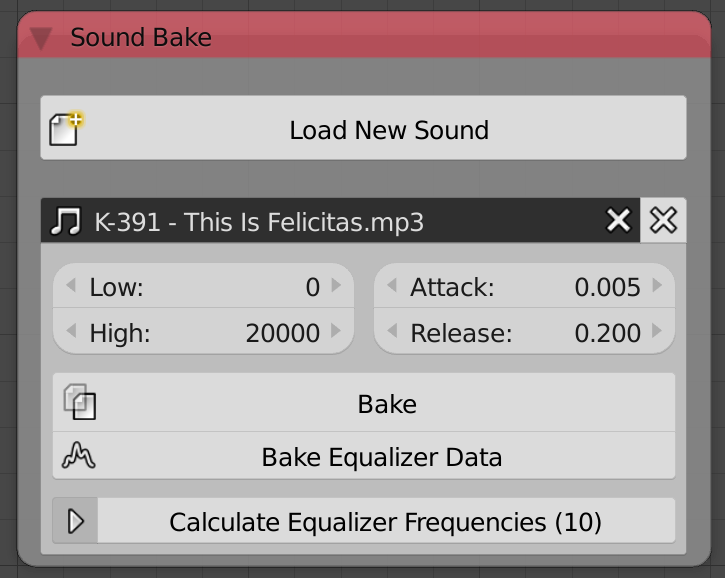 Sound Bake
Load New Sound
K-391 - This Is Felicitas.mp3
Low: 0
Attack: 0.005
High: 20000
Release: 0.200
Bake
Bake Equalizer Data
Calculate Equalizer Frequencies (10)